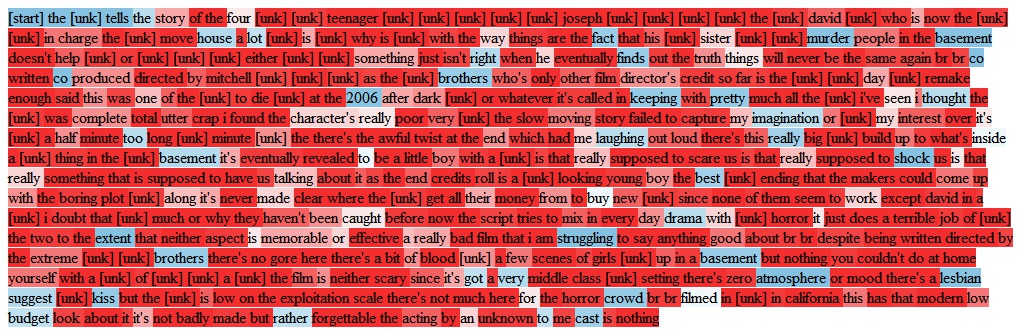 [start] the [unk] tells the story of the four [unk] [unk] teenager [unk] [unk] [unk] [unk] [unk] joseph [unk] [unk] [unk] [unk] the [unk] david [unk] who is now the [unk]
[unk] in charge the [unk] move house a lot [unk] is [unk] why is [unk] with the way things are the fact that his [unk] sister [unk] [unk] murder people in the basement
doesn't help [unk] or [unk] [unk] either [unk] [unk] something just isn't right when he eventually finds out the truth things will never be the same again br br co
written co produced directed by mitchell [unk] [unk] [unk] as the [unk] brothers who's only other film director's credit so far is the [unk] [unk] day [unk] remake
enough said this was one of the [unk] to die [unk] at the 2006 after dark [unk] or whatever it's called in keeping with pretty much all the [unk] i've seen i thought the
[unk] was complete total utter crap i found the character's really poor very [unk] the slow moving story failed to capture my imagination or [unk] my interest over it's
[unk] a half minute too long [unk] minute [unk] the there's the awful twist at the end which had me laughing out loud there's this really big [unk] build up to what's inside
a [unk] thing in the [unk] basement it's eventually revealed to be a little boy with a [unk] is that really supposed to scare us is that really supposed to shock us is that
really something that is supposed to have us talking about it as the end credits roll is a [unk] looking young boy the best [unk] ending that the makers could come up
with the boring plot [unk] along it's never made clear where the [unk] get all their money from to buy new [unk] since none of them seem to work except david in a
[unk] i doubt that [unk] much or why they haven't been caught before now the script tries to mix in every day drama with [unk] horror it just does a terrible job of [unk]
the two to the extent that neither aspect is memorable or effective a really bad film that i am struggling to say anything good about br br despite being written directed by
the extreme [unk] [unk] brothers there's no gore here there's a bit of blood [unk] a few scenes of girls [unk] up in a basement but nothing you couldn't do at home
yourself with a [unk] of [unk] [unk] a [unk] the film is neither scary since it's got a very middle class [unk] setting there's zero atmosphere or mood there's a lesbian
suggest [unk] kiss but the [unk] is low on the exploitation scale there's not much here for the horror crowd br br filmed in [unk] in california this has that modern low
budget look about it it's not badly made but rather forgettable the acting by an unknown to me cast is nothing